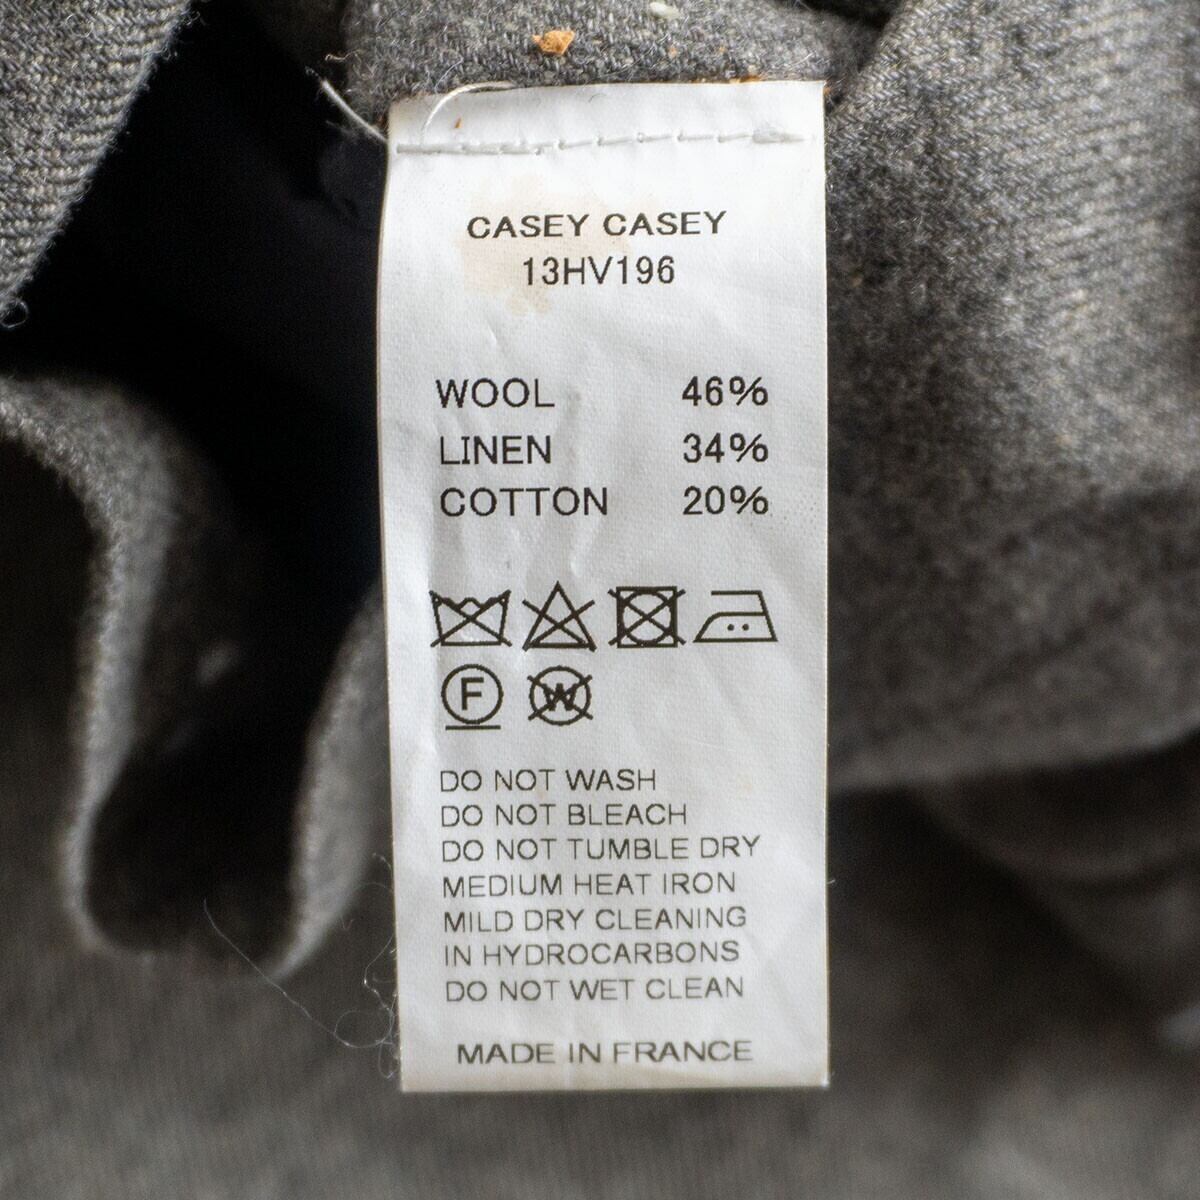 CASEY CASEY
13HV196
WOOL 46%
LINEN 34%
COTTON 20%
F W
DO NOT WASH
DO NOT BLEACH
DO NOT TUMBLE DRY
MEDIUM HEAT IRON
MILD DRY CLEANING
IN HYDROCARBONS
DO NOT WET CLEAN
MADE IN FRANCE